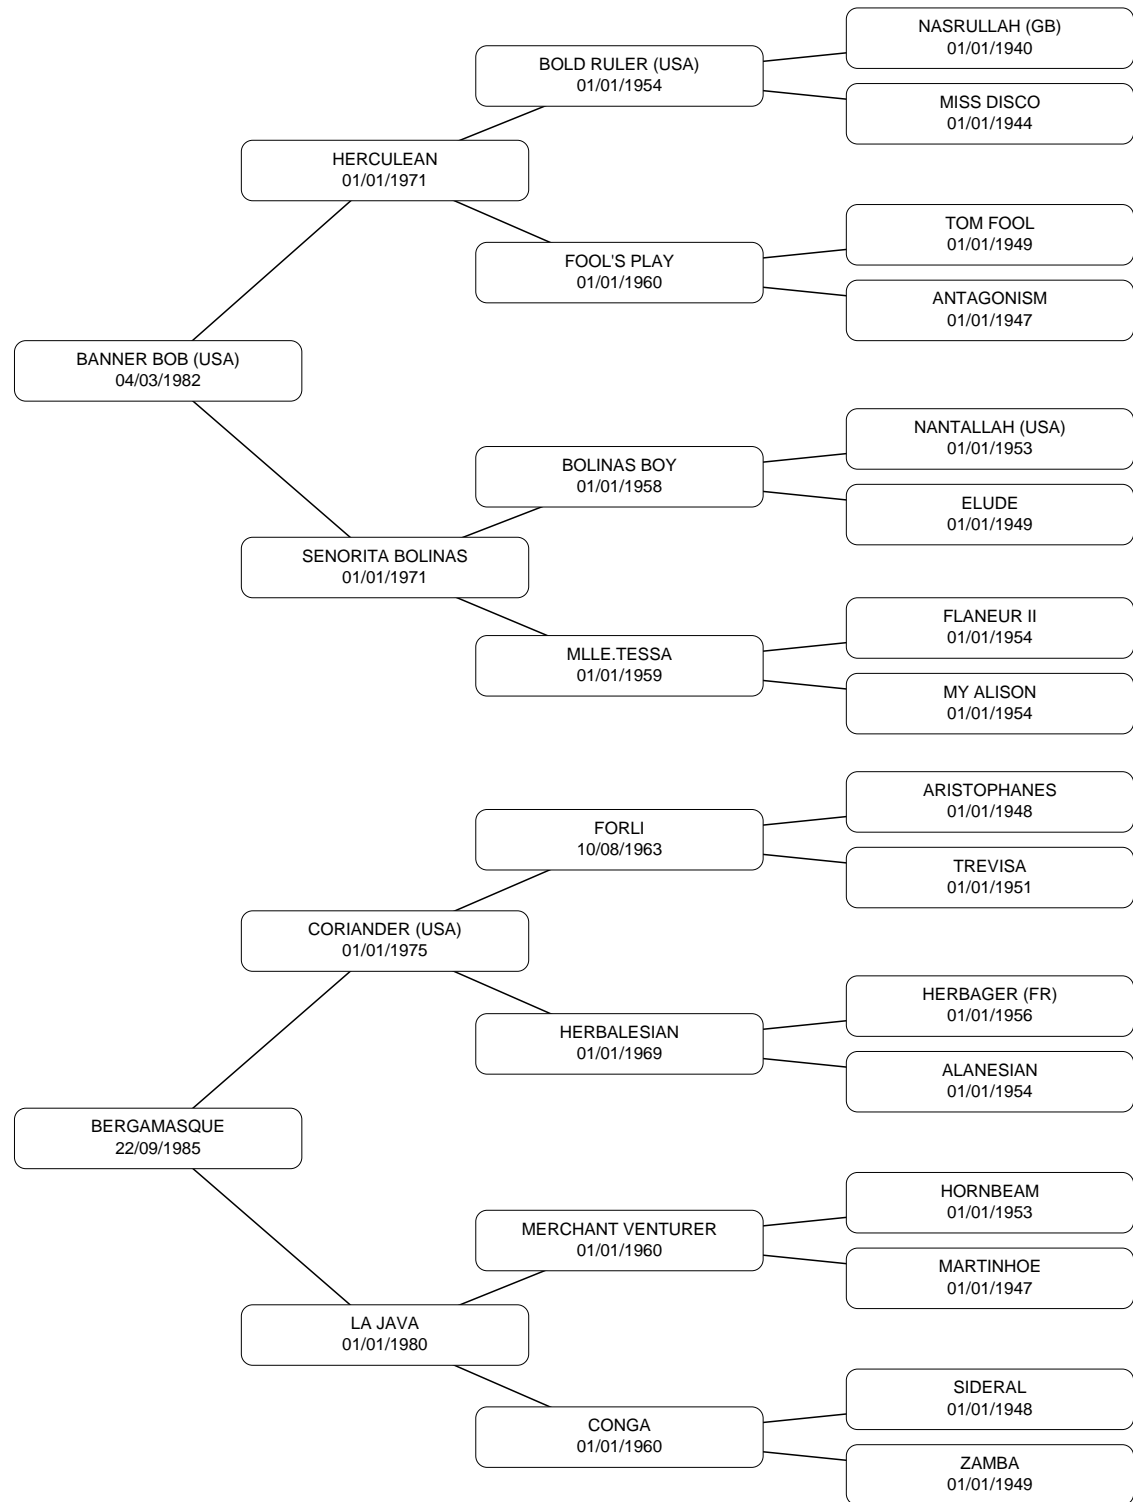 NASRULLAH (GB)
01/01/1940
BOLD RULER (USA)
01/01/1954
MISS DISCO
01/01/1944
HERCULEAN
01/01/1971
TOM FOOL
01/01/1949
FOOL'S PLAY
01/01/1960
ANTAGONISM
01/01/1947
BANNER BOB (USA)
04/03/1982
NANTALLAH (USA)
01/01/1953
BOLINAS BOY
01/01/1958
ELUDE
01/01/1949
SENORITA BOLINAS
01/01/1971
FLANEUR II
01/01/1954
MLLE.TESSA
01/01/1959
MY ALISON
01/01/1954
ARISTOPHANES
01/01/1948
FORLI
10/08/1963
TREVISA
01/01/1951
CORIANDER (USA)
01/01/1975
HERBAGER (FR)
01/01/1956
HERBALESIAN
01/01/1969
ALANESIAN
01/01/1954
BERGAMASQUE
22/09/1985
HORNBEAM
01/01/1953
MERCHANT VENTURER
01/01/1960
MARTINHOE
01/01/1947
LA JAVA
01/01/1980
SIDERAL
01/01/1948
CONGA
01/01/1960
ZAMBA
01/01/1949